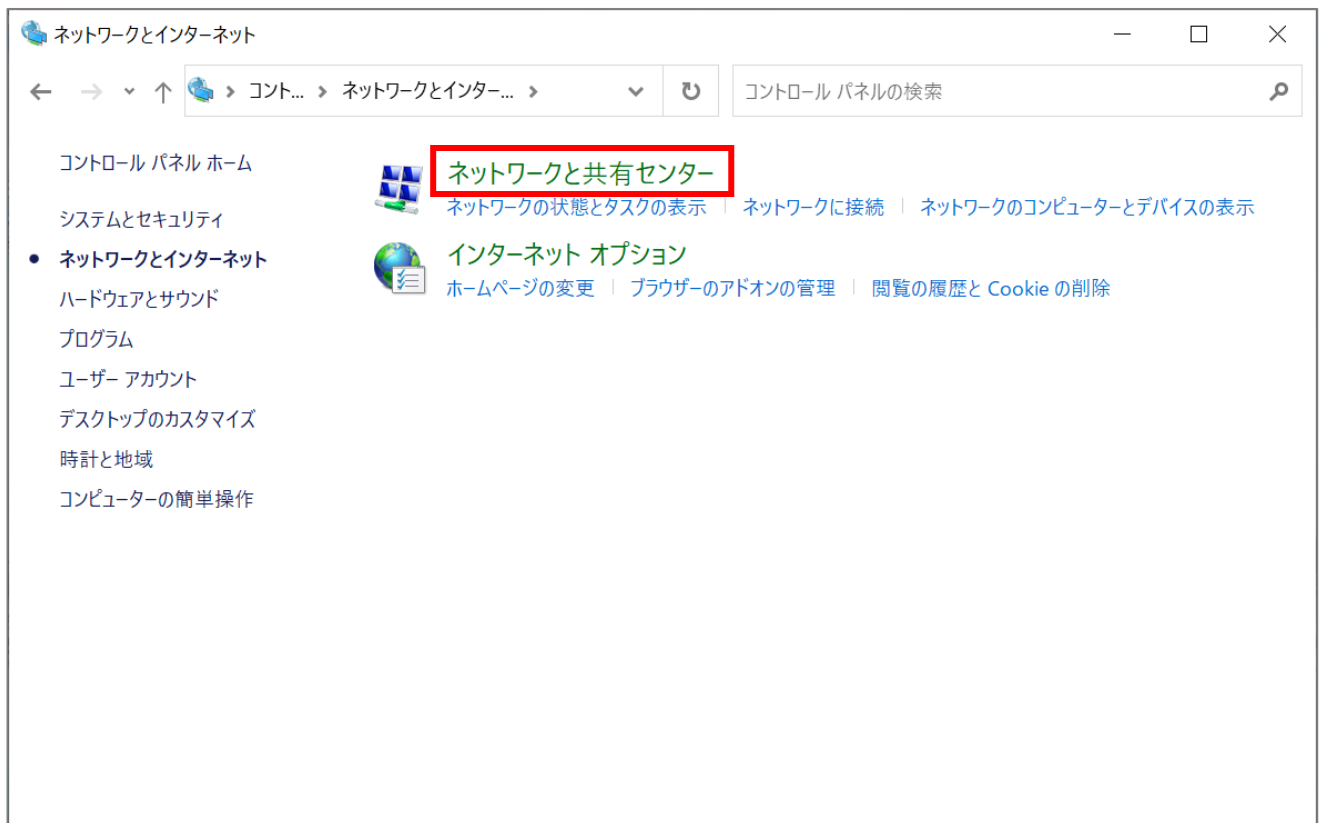 ネットワークとインターネット
コント... ネットワークとインター...
コントロール パネルの検索
コントロール パネル ホーム
システムとセキュリティ
ネットワークとインターネット
ハードウェアとサウンド
プログラム
ユーザー アカウント
デスクトップのカスタマイズ
時計と地域
コンピューターの簡単操作
ネットワークと共有センター
ネットワークの状態とタスクの表示 ネットワークに接続 ネットワークのコンピューターとデバイスの表示
インターネット オプション
ホームページの変更 ブラウザーのアドオンの管理 閲覧の履歴と Cookie の削除